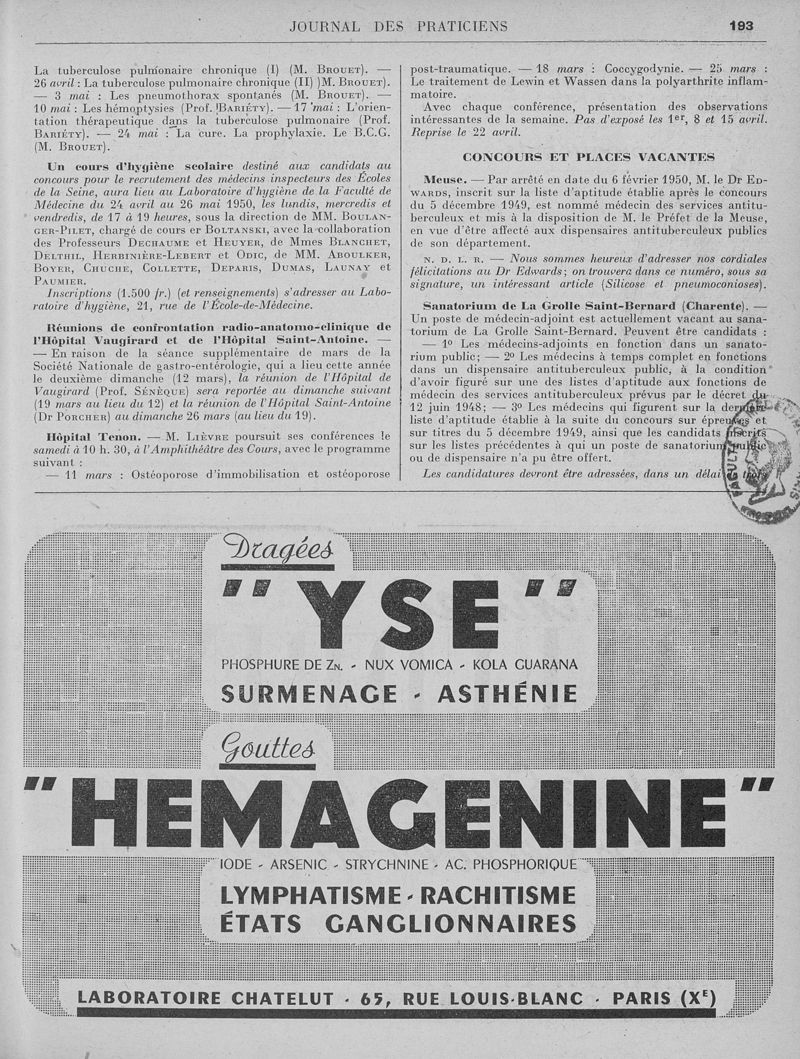 JOURNAL DES PRATICIENS 193
La tuberculose pulmonaire chronique (I) (M. BROUET). —
26 avril : La tuberculose pulmonaire chronique (II) )M. BROUET).
— 3 mai : Les pneumothorax spontanés (M. BROUET). —
10 mai : Les hémoptysies (Prof. BARIÉTY). — 17 mai : L'orien-
tation thérapeutique dans la tuberculose pulmonaire (Prof.
BARIÉTY). — 24 mai : La cure. La prophylaxie. Le B.C.G.
(M. BROUET).
Un cours d'hygiène scolaire destiné aux candidats au
concours pour le recrutement des médecins inspecteurs des Écoles
de la Seine, aura lieu au Laboratoire d'hygiène de la Faculté de
Médecine du 24 avril au 26 mai 1950, les lundis, mercredis et
vendredis, de 17 à 19 heures, sous la direction de MM. BOULAN-
GER-PILET, chargé de cours er BOLTANSKI, avec la collaboration
des Professeurs DECHAUME et HEUYER, de Mmes BLANCHET,
DELTHIL, HERBINIÈRE-LEBERT et ODIC, de MM. ABOULKER,
BOYER, CHUCHE, COLLETTE, DEPARIS, DUMAS, LAUNAY et
PAUMIER.
Inscriptions (1.500 fr.) (et renseignements) s'adresser au Labo-
ratoire d'hygiène, 21, rue de l'École-de-Médecine.
Réunions de confrontation radio-anatomo-clinique de
l'Hôpital Vaugirard et de l'Hôpital Saint-Antoine. —
— En raison de la séance supplémentaire de mars de la
Société Nationale de gastro-entérologie, qui a lieu cette année
le deuxième dimanche (12 mars), la réunion de l'Hôpital de
Vaugirard (Prof. SÉNÈQUE) sera reportée au dimanche suivant
(19 mars au lieu du 12) et la réunion de l'Hôpital Saint-Antoine
(Dr PORCHER) au dimanche 26 mars (au lieu du 19).
Hôpital Tenon. — M. LIÈVRE poursuit ses conférences le
samedi à 10 h. 30, à l'Amphithéâtre des Cours, avec le programme
suivant :
— 11 mars : Ostéoporose d'immobilisation et ostéoporose
post-traumatique. — 18 mars : Coccygodynie. — 25 mars :
Le traitement de Lewin et Wassen dans la polyarthrite inflam-
matoire.
Avec chaque conférence, présentation des observations
intéressantes de la semaine. Pas d'exposé les 1er, 8 et 15 avril.
Reprise le 22 avril.
CONCOURS ET PLACES VACANTES
Meuse. — Par arrêté en date du 6 février 1950, M. le Dr ED-
WARDS, inscrit sur la liste d'aptitude établie après le concours
du 5 décembre 1949, est nommé médecin des services antitu-
berculeux et mis à la disposition de M. le Préfet de la Meuse,
en vue d'être affecté aux dispensaires antituberculeux publics
de son département.
N. D. L. R. — Nous sommes heureux d'adresser nos cordiales
félicitations au Dr Edwards ; on trouvera dans ce numéro, sous sa
signature, un intéressant article (Silicose et pneumoconioses).
Sanatorium de La Grolle Saint-Bernard (Charente). —
Un poste de médecin-adjoint est actuellement vacant au sana-
torium de La Grolle Saint-Bernard. Peuvent être candidats :
— 1º Les médecins-adjoints en fonction dans un sanato-
rium public ; — 2º Les médecins à temps complet en fonctions
dans un dispensaire antituberculeux public, à la condition
d'avoir figuré sur une des listes d'aptitude aux fonctions de
médecin des services antituberculeux prévus par le décret du
12 juin 1948 ; — 3º Les médecins qui figurent sur la dernière
liste d'aptitude établie à la suite du concours sur épreuves et
sur titres du 5 décembre 1949, ainsi que les candidats inscrits
sur les listes précédentes à qui un poste de sanatorium public
ou de dispensaire n'a pu être offert.
Les candidatures devront être adressées, dans un délai de trois
Dragées
"YSE"
PHOSPHURE DE ZN. - NUX VOMICA - KOLA GUARANA
SURMENAGE - ASTHÉNIE
Gouttes
"HEMAGENINE"
IODE - ARSENIC - STRYCHNINE - AC. PHOSPHORIQUE
LYMPHATISME - RACHITISME
ÉTATS GANGLIONNAIRES
LABORATOIRE CHATELUT - 65, RUE LOUIS-BLANC - PARIS (XE)